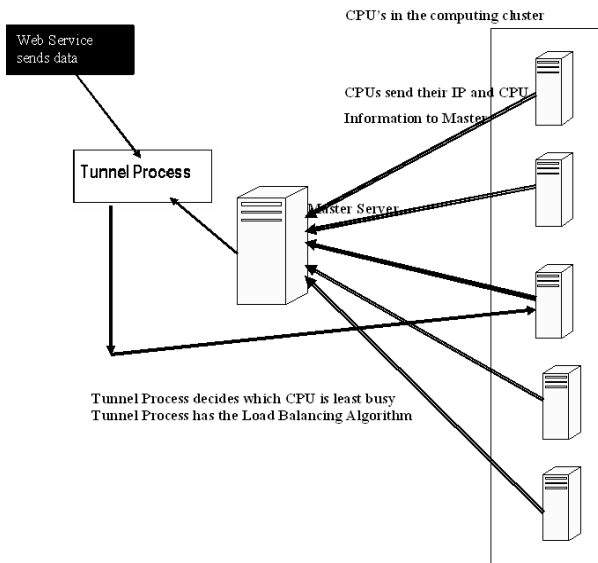 CPU's in the computing cluster
Web Service
sends data
CPUs send their IP and CPU
Information to Master
Tunnel Process
Master Server
Tunnel Process decides which CPU is least busy
Tunnel Process has the Load Balancing Algorithm